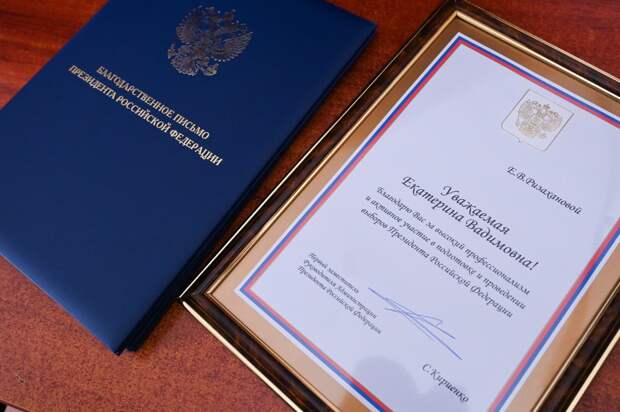 БЛАГОДАРСТВЕННОЕ ПИСЬМО
ПРЕЗИДЕНТА РОССИЙСКОЙ ФЕДЕРАЦИИ
Е.В.Ризахановой
Уважаемая
Екатерина Вадимовна!
Благодарю Вас за высокий профессионализм
и активное участие в подготовке и проведении
выборов Президента Российской Федерации
Первый заместитель
Руководителя Администрации
Президента Российской Федерации
С.Кириенко